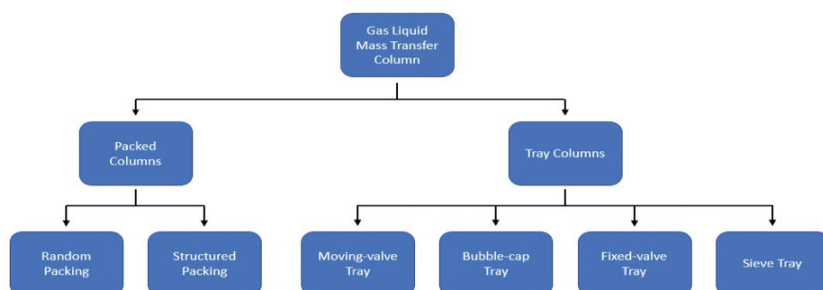 Gas Liquid
Mass Transfer
Column
Packed
Columns
Tray Columns
Random
Packing
Structured
Packing
Moving-valve
Tray
Bubble-cap
Tray
Fixed-valve
Tray
Sieve Tray